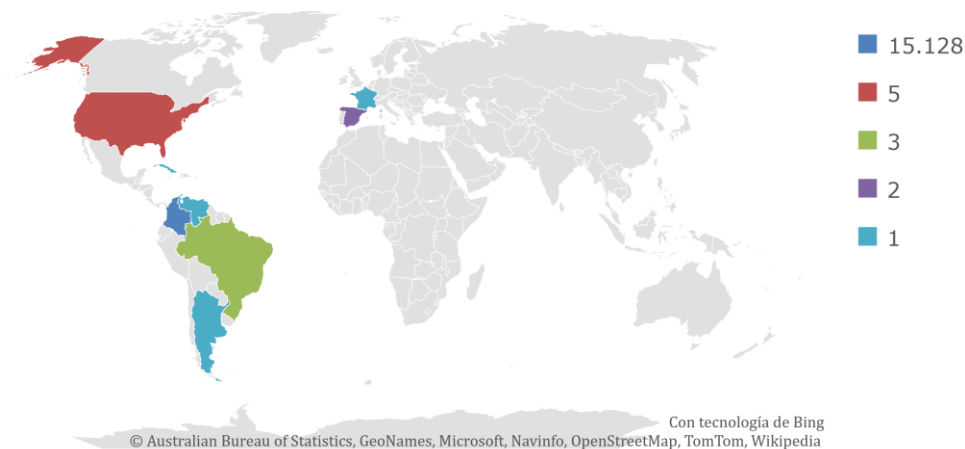 15.128
5
3
2
1
Con tecnología de Bing
© Australian Bureau of Statistics, GeoNames, Microsoft, Navinfo, OpenStreetMap, TomTom, Wikipedia